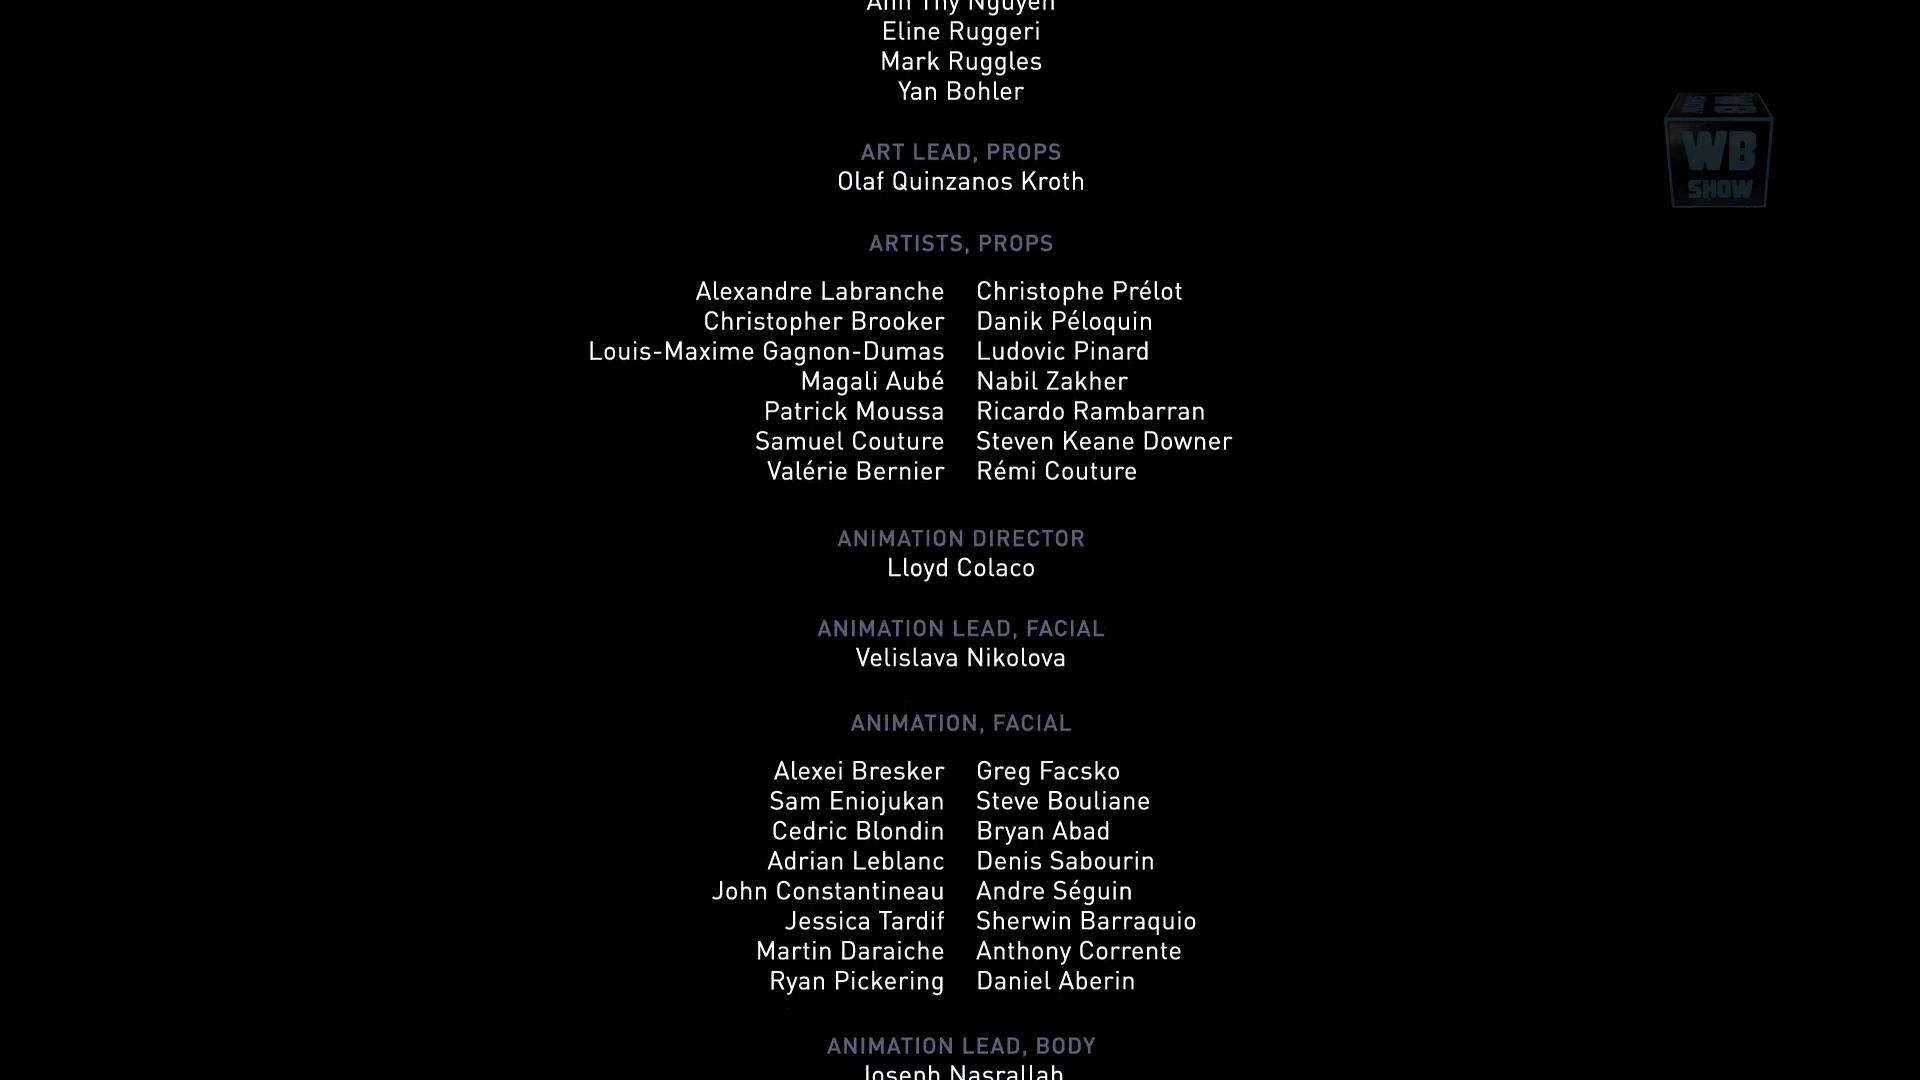 Anh Thy Nguyen
Eline Ruggeri
Mark Ruggles
Yan Bohler
ART LEAD, PROPS
Olaf Quinzanos Kroth
ARTISTS, PROPS
Alexandre Labranche Christophe Prélot
Christopher Brooker Danik Péloquin
Louis-Maxime Gagnon-Dumas Ludovic Pinard
Magali Aubé Nabil Zakher
Patrick Moussa Ricardo Rambarran
Samuel Couture Steven Keane Downer
Valérie Bernier Rémi Couture
ANIMATION DIRECTOR
Lloyd Colaco
ANIMATION LEAD, FACIAL
Velislava Nikolova
ANIMATION, FACIAL
Alexei Bresker Greg Facsko
Sam Eniojukan Steve Bouliane
Cedric Blondin Bryan Abad
Adrian Leblanc Denis Sabourin
John Constantineau Andre Séguin
Jessica Tardif Sherwin Barraquio
Martin Daraiche Anthony Corrente
Ryan Pickering Daniel Aberin
ANIMATION LEAD, BODY
Joseph Nasrallah
WB
SHOW